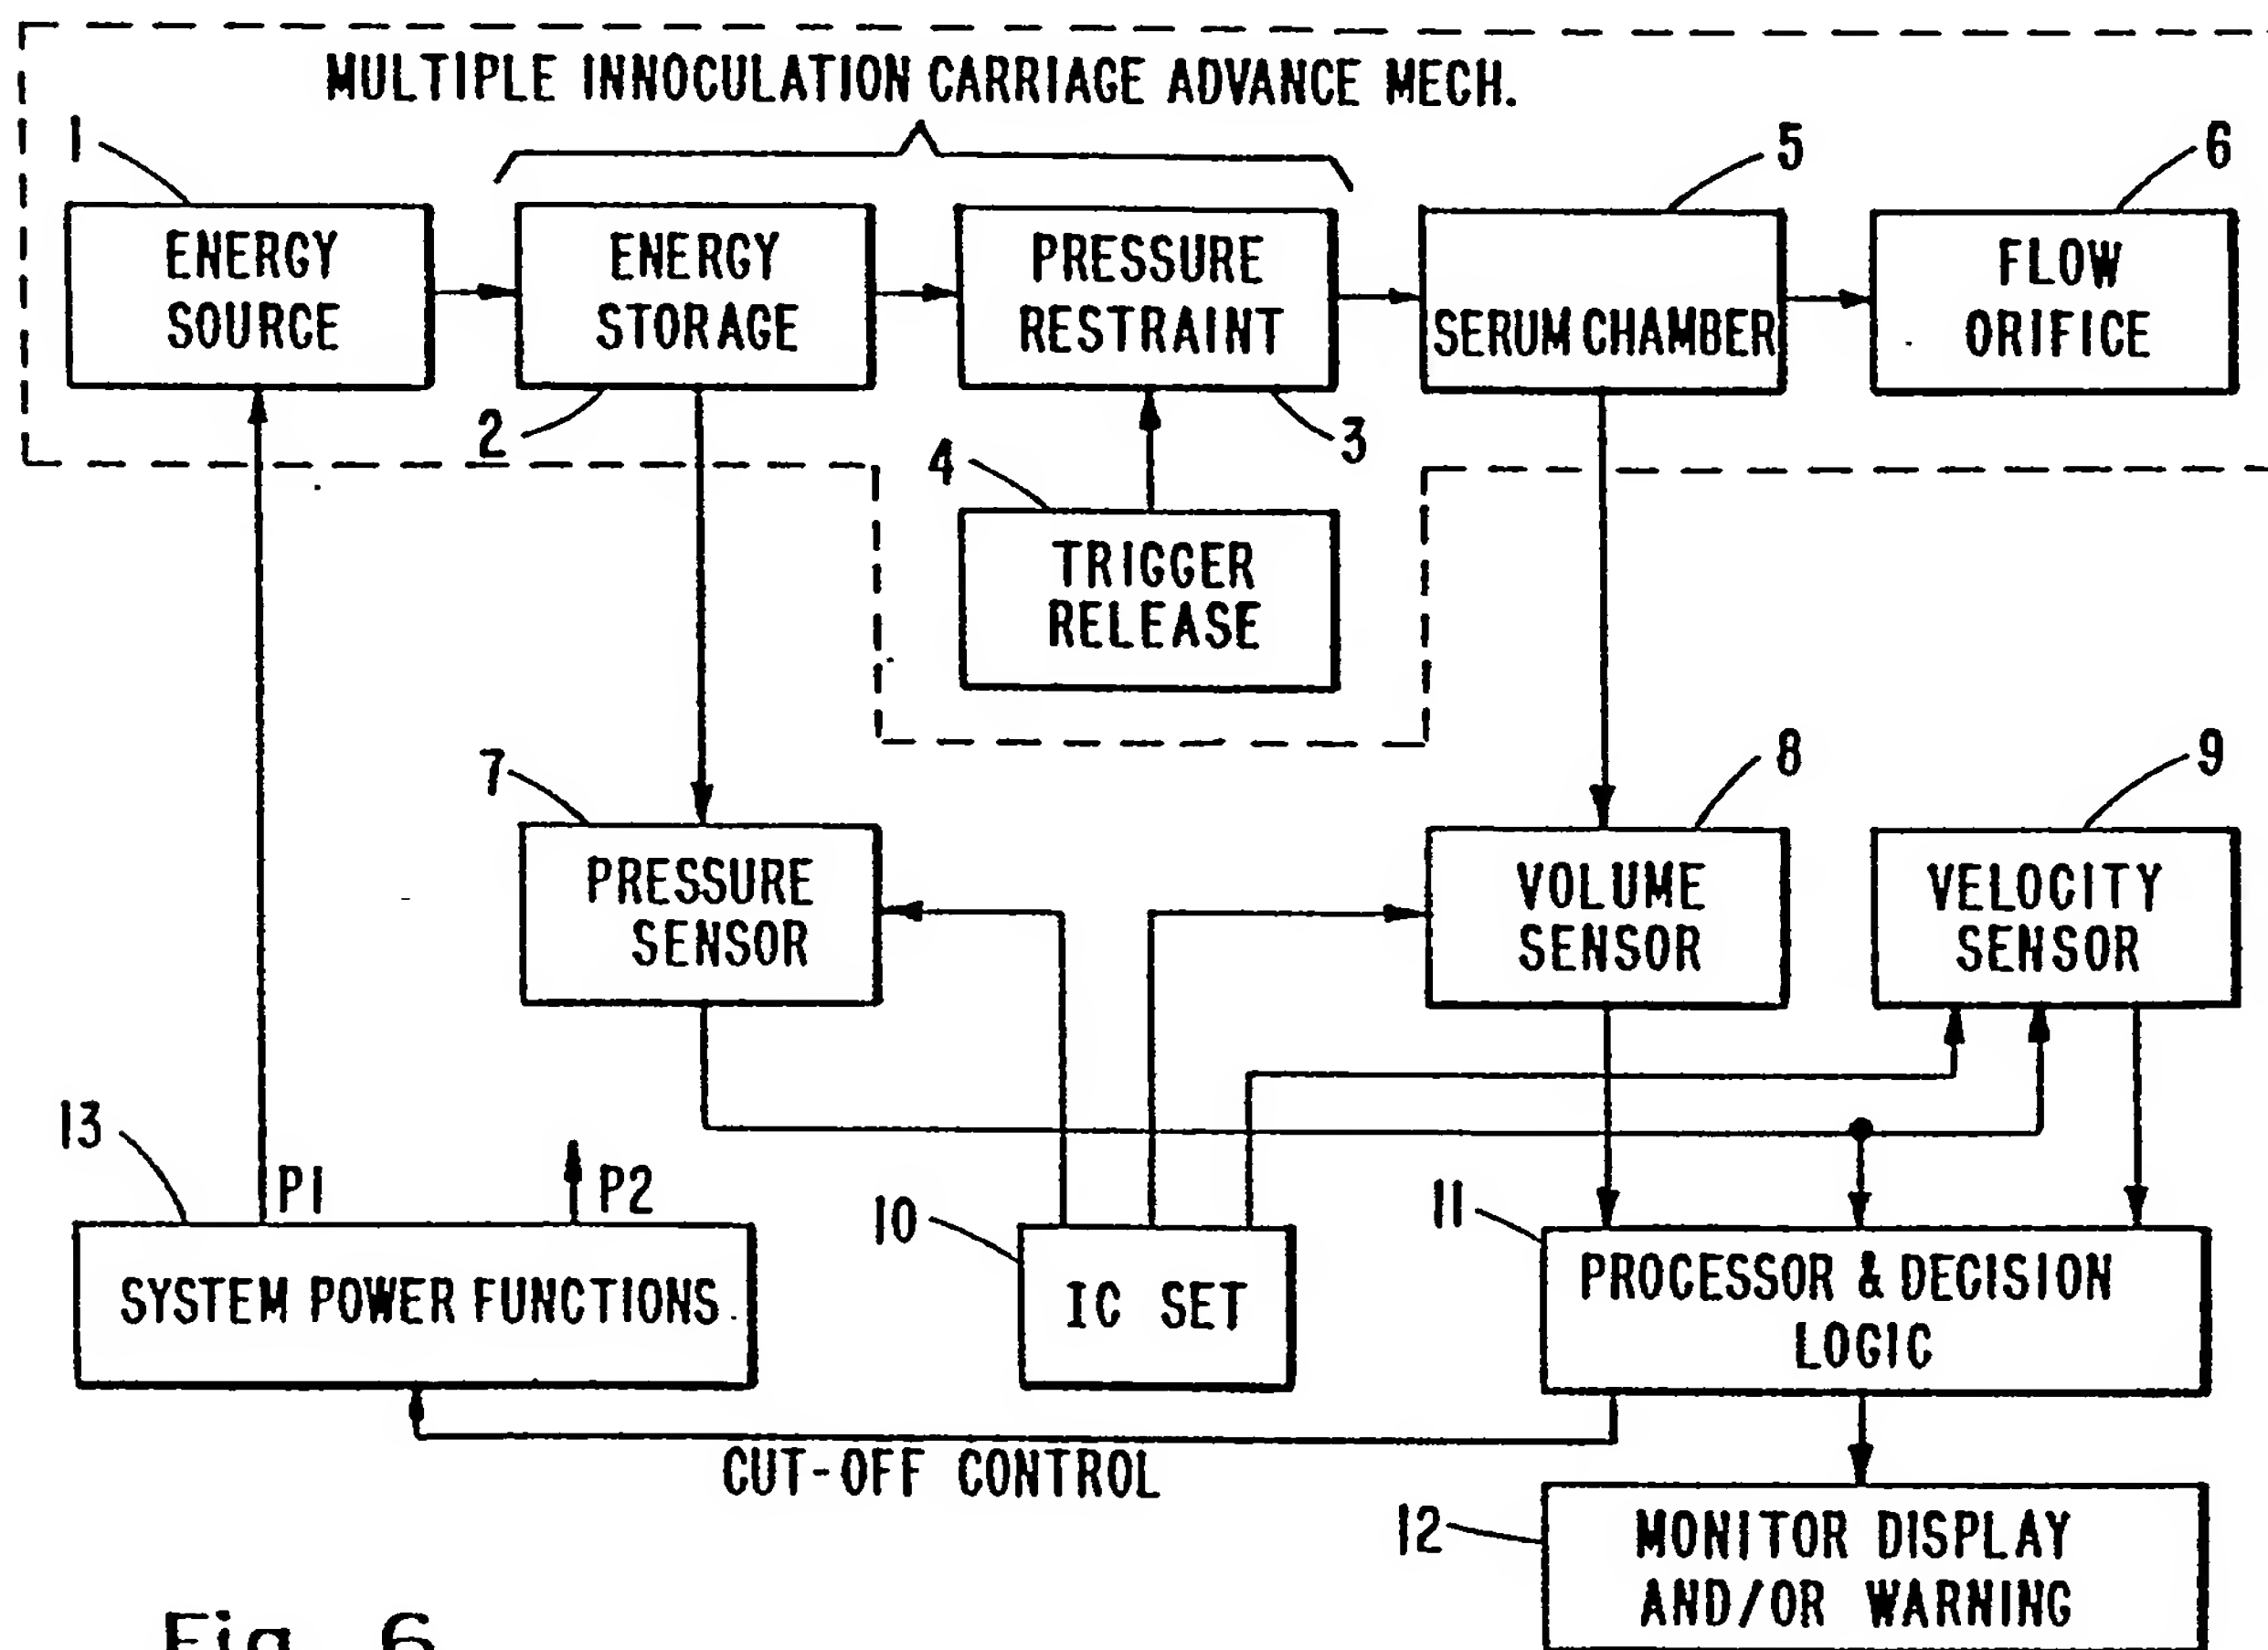 MULTIPLE INNOCULATION CARRIAGE ADVANCE MECH.
1
5
6
ENERGY
SOURCE
ENERGY
STORAGE
PRESSURE
RESTRAINT
SERUM CHAMBER
FLOW
ORIFICE
2
3
4
TRIGGER
RELEASE
7
8
9
PRESSURE
SENSOR
VOLUME
SENSOR
VELOCITY
SENSOR
13
P1
P2
10
11
SYSTEM POWER FUNCTIONS
IC SET
PROCESSOR & DECISION
LOGIC
CUT-OFF CONTROL
12
MONITOR DISPLAY
AND/OR WARNING
Fig. 6